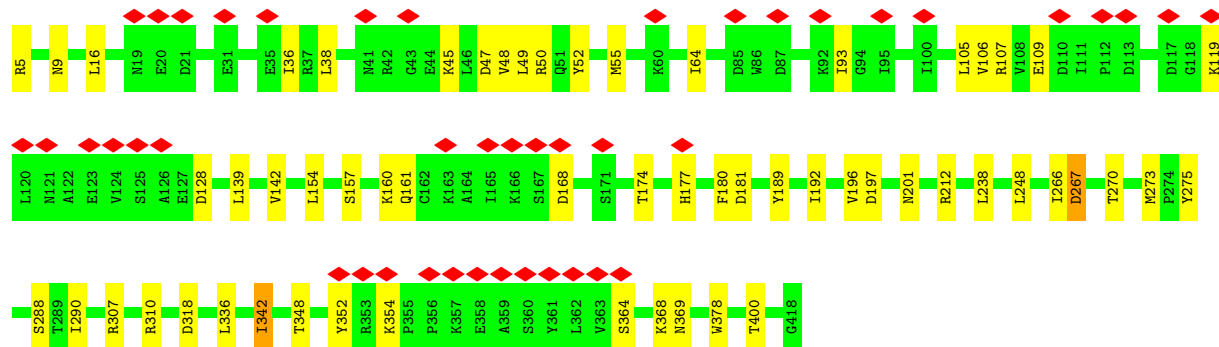 R5 N9 L16 N19 E20 D21 E31 E35 I36 R37 L38 N41 R42 G43 E44 K45 L46 D47 V48 L49 R50 Q51 Y52 M55 K60 I64 D85 W86 D87 K92 I93 G94 I95 I100 L105 V106 R107 V108 E109 D110 I111 P112 D113 D117 G118 K119
L120 N121 A122 E123 V124 S125 A126 E127 D128 L139 V142 L154 S157 K160 Q161 C162 K163 A164 I165 K166 S167 D168 S171 T174 H177 F180 D181 Y189 I192 V196 D197 N201 R212 L238 L248 I266 D267 T270 M273 P274 Y275
S288 T289 I290 R307 R310 D318 L336 I342 T348 Y352 R353 K354 P355 P356 K357 E358 A359 S360 Y361 L362 V363 S364 K368 N369 W378 T400 G418